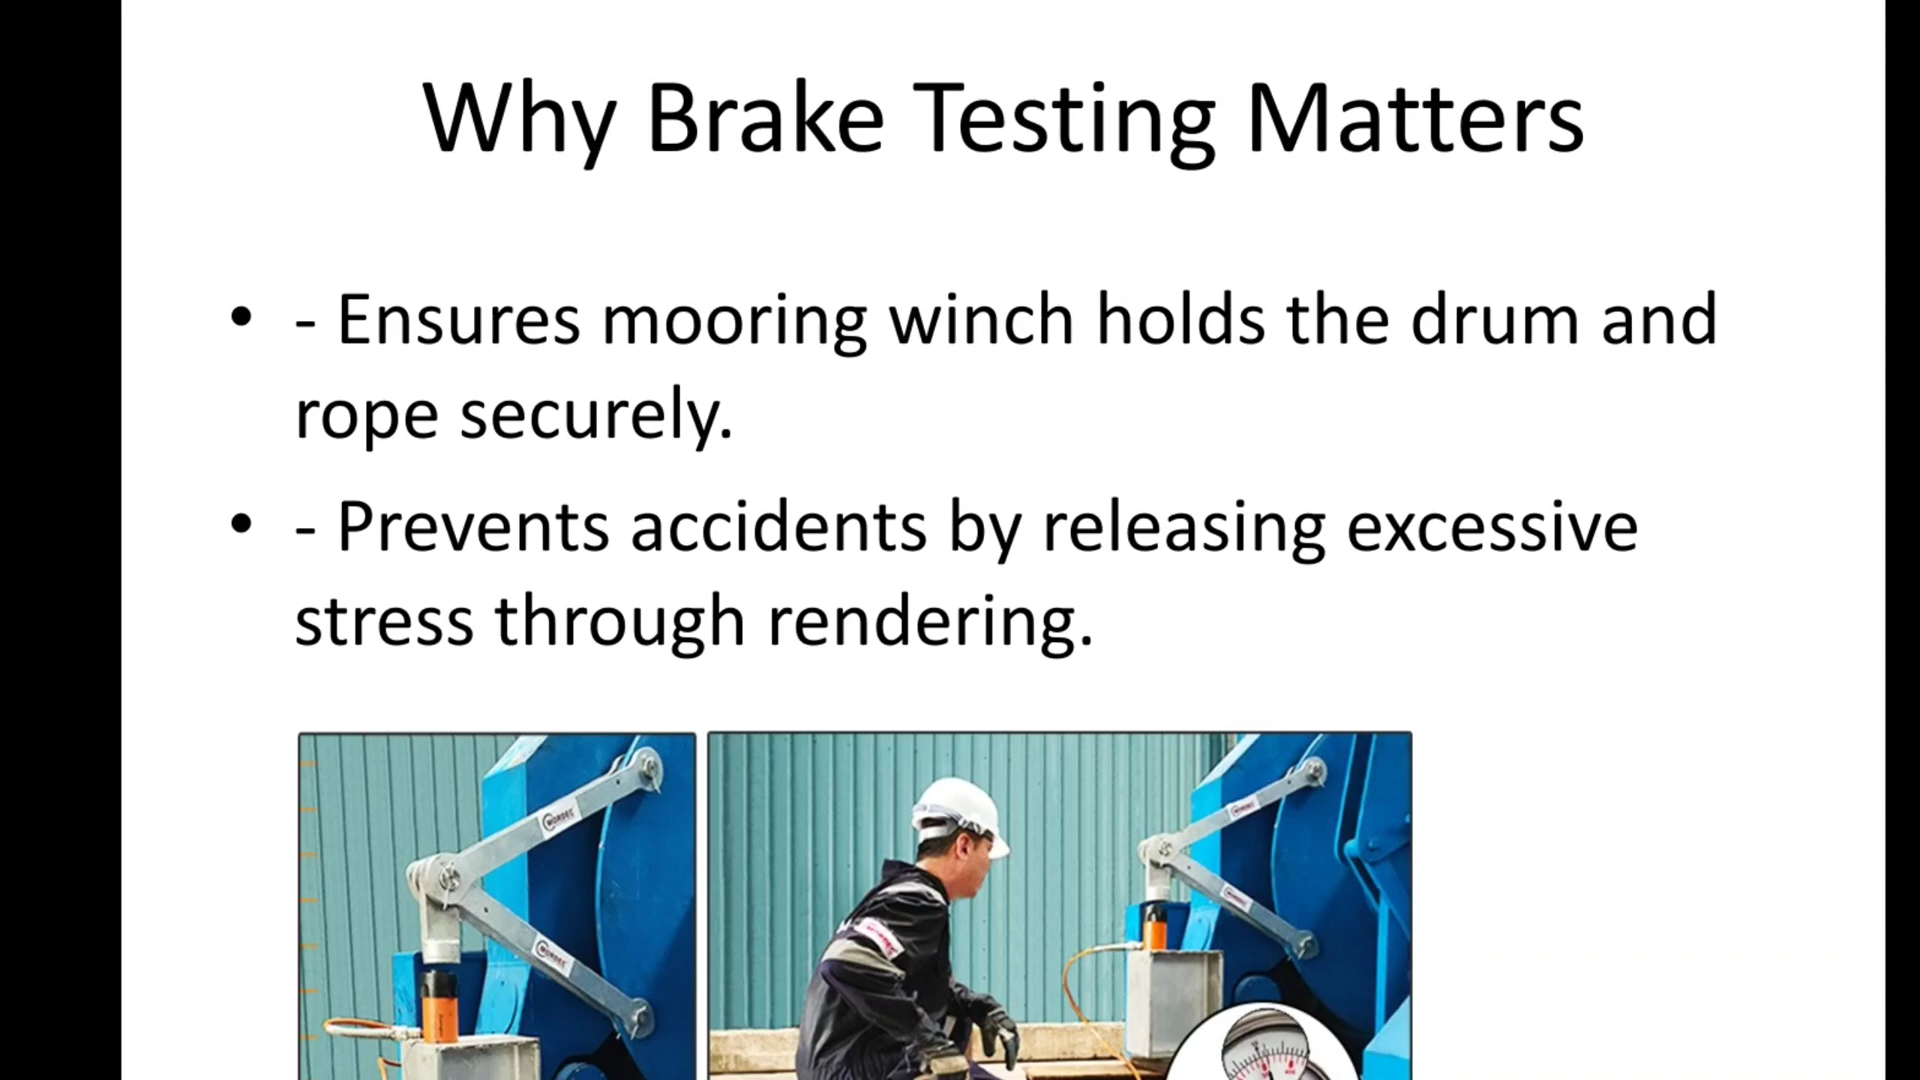 Why Brake Testing Matters
• - Ensures mooring winch holds the drum and
rope securely.
• - Prevents accidents by releasing excessive
stress through rendering.